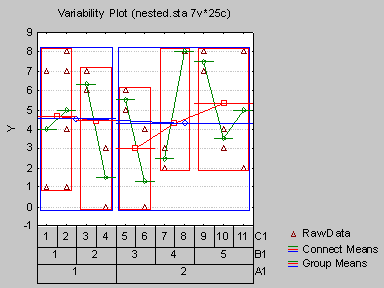 Variability Plot (nested.sta 7v*25c)
9
8
7
6
5
4
3
2
1
0
-1
Y
1 2 3 4 5 6 7 8 9 10 11 C1
1 2 3 4 5 B1
1 2 A1
RawData
Connect Means
Group Means